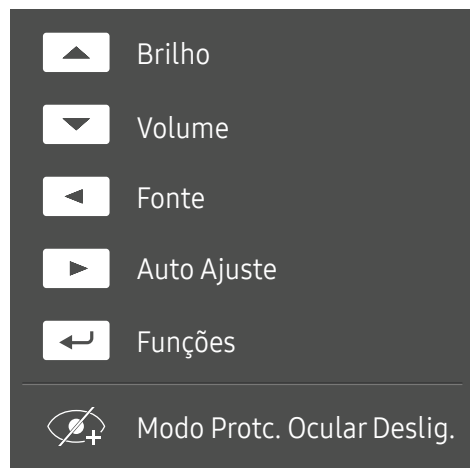 Brilho
Volume
Fonte
Auto Ajuste
Funções
Modo Protc. Ocular Deslig.